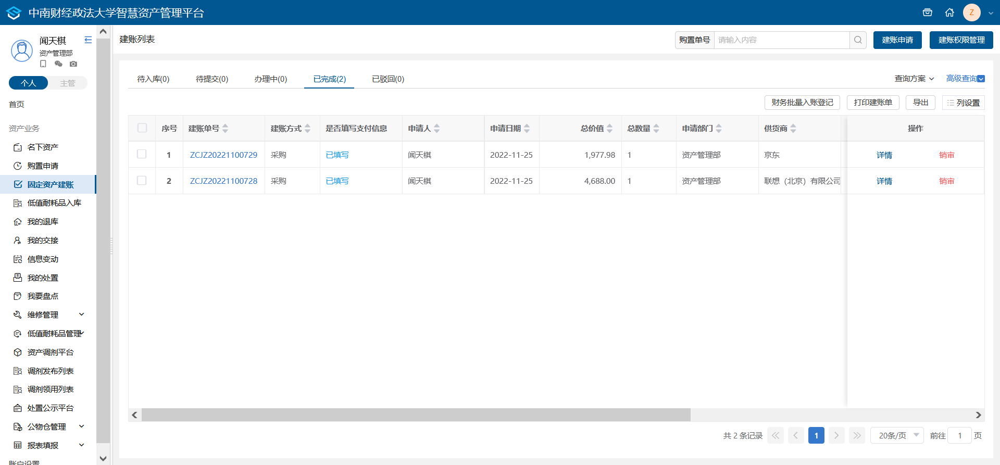 中南财经政法大学智慧资产管理平台
Z
闻天棋
资产管理部
个人
主管
首页
资产业务
名下资产
购置申请
固定资产建账
低值耐耗品入库
我的退库
我的交接
信息变动
我的处置
我要盘点
维修管理
低值耐耗品管理
资产调剂平台
调剂发布列表
调剂领用列表
处置公示平台
公物仓管理
报表填报
账户设置
建账列表
购置单号
请输入内容
建账申请
建账权限管理
待入库(0)
待提交(0)
办理中(0)
已完成(2)
已驳回(0)
查询方案
高级查询
财务批量入账登记
打印建账单
导出
列设置
序号 建账单号 建账方式 是否填写支付信息 申请人 申请日期 总价值 总数量 申请部门 供货商 操作
1 ZCJZ20221100729 采购 已填写 闻天棋 2022-11-25 1,977.98 1 资产管理部 京东 详情 销审
2 ZCJZ20221100728 采购 已填写 闻天棋 2022-11-25 4,688.00 1 资产管理部 联想（北京）有限公司 详情 销审
共 2 条记录
1
20条/页
前往 1 页